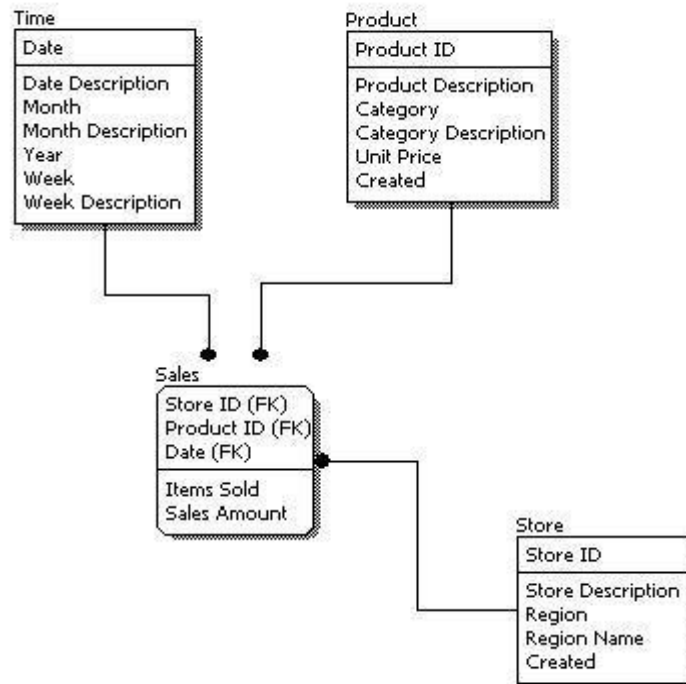 Time
Date
Date Description
Month
Month Description
Year
Week
Week Description
Product
Product ID
Product Description
Category
Category Description
Unit Price
Created
Sales
Store ID (FK)
Product ID (FK)
Date (FK)
Items Sold
Sales Amount
Store
Store ID
Store Description
Region
Region Name
Created